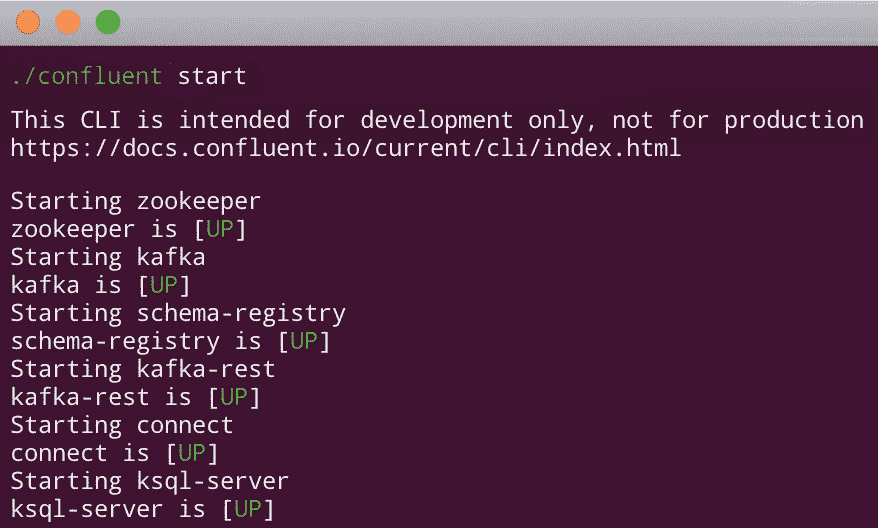 ./confluent start
This CLI is intended for development only, not for production
https://docs.confluent.io/current/cli/index.html
Starting zookeeper
zookeeper is [UP]
Starting kafka
kafka is [UP]
Starting schema-registry
schema-registry is [UP]
Starting kafka-rest
kafka-rest is [UP]
Starting connect
connect is [UP]
Starting ksql-server
ksql-server is [UP]